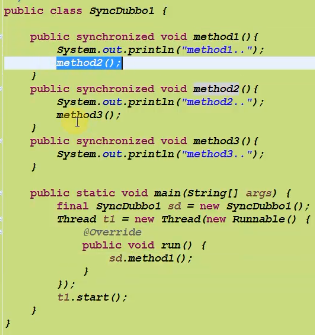 public class SyncDubbo1 {
public synchronized void method1(){
System.out.println("method1..");
method2();
}
public synchronized void method2(){
System.out.println("method2..");
method3();
}
public synchronized void method3(){
System.out.println("method3..");
}
public static void main(String[] args) {
final SyncDubbo1 sd = new SyncDubbo1();
Thread t1 = new Thread(new Runnable() {
@Override
public void run() {
sd.method1();
}
});
t1.start();
}
}